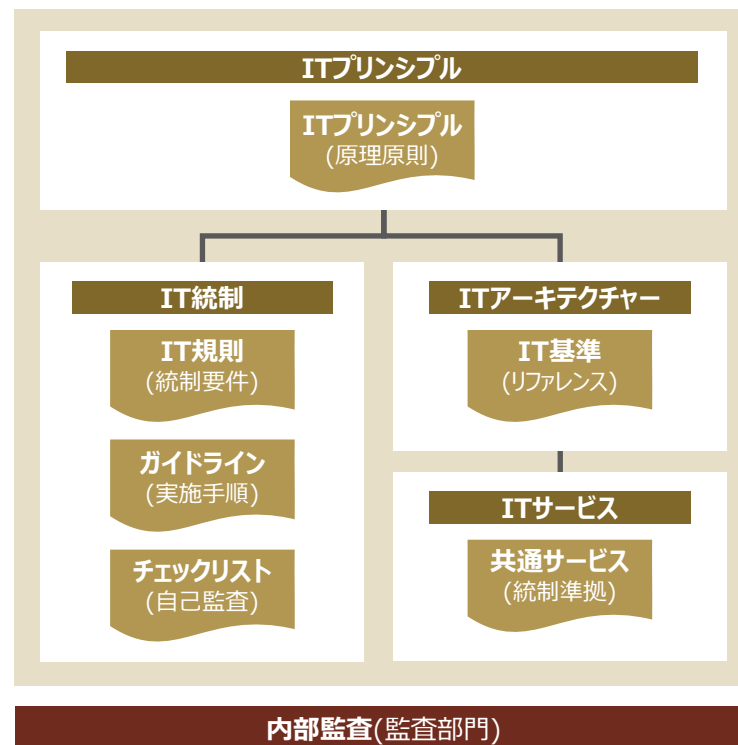 ITプリンシプル
ITプリンシプル
(原理原則)
IT統制
IT規則
(統制要件)
ガイドライン
(実施手順)
チェックリスト
(自己監査)
ITアーキテクチャー
IT基準
(リファレンス)
ITサービス
共通サービス
(統制準拠)
内部監査(監査部門)